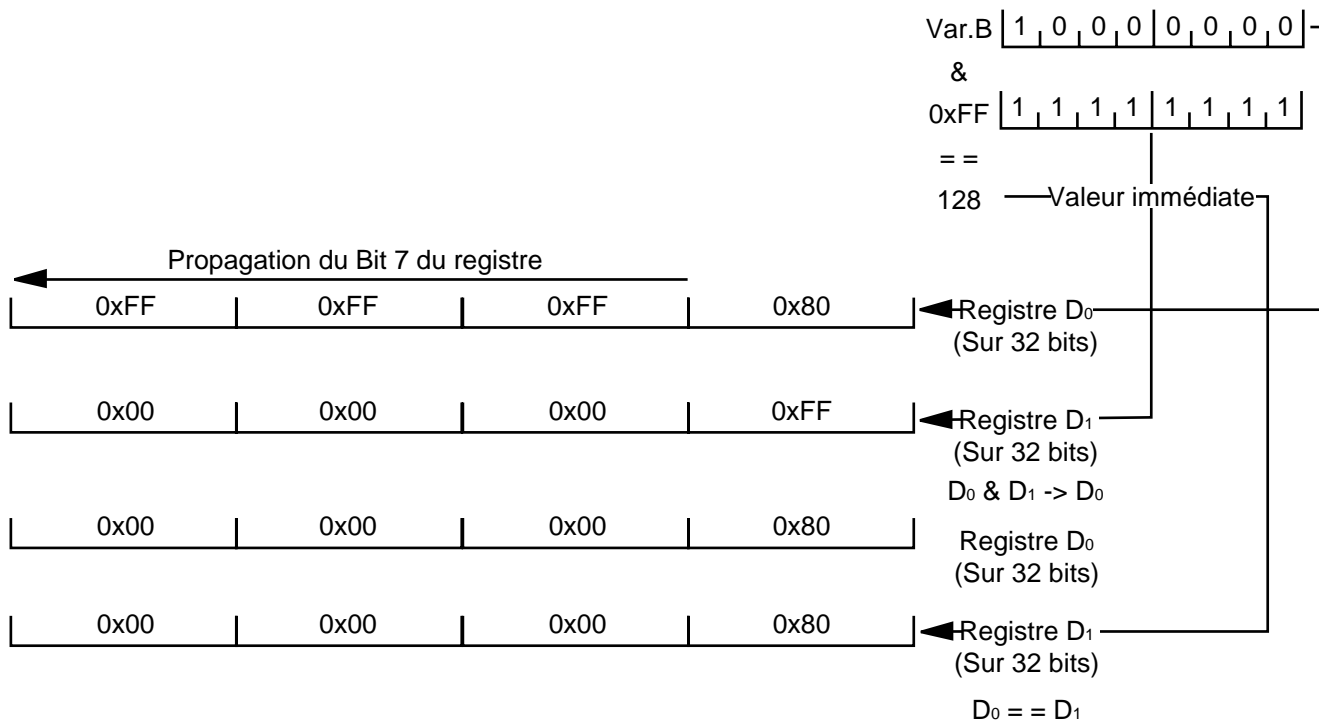 Var.B 1 0 0 0 0 0 0 0
&
0xFF 1 1 1 1 1 1 1 1
= =
128 Valeur immédiate
Propagation du Bit 7 du registre
0xFF 0xFF 0xFF 0x80 Registre D₀
(Sur 32 bits)
0x00 0x00 0x00 0xFF Registre D₁
(Sur 32 bits)
D₀ & D₁ -> D₀
0x00 0x00 0x00 0x80 Registre D₀
(Sur 32 bits)
0x00 0x00 0x00 0x80 Registre D₁
(Sur 32 bits)
D₀ = = D₁